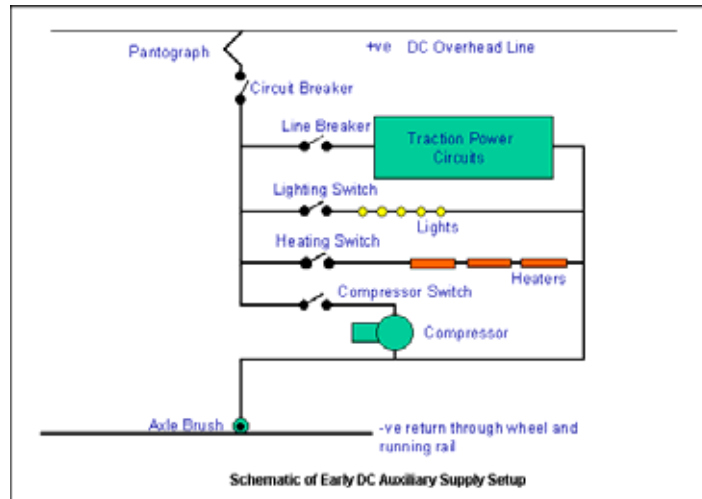 +ve DC Overhead Line
Pantograph
Circuit Breaker
Line Breaker
Traction Power
Circuits
Lighting Switch
Lights
Heating Switch
Heaters
Compressor Switch
Compressor
Axle Brush
-ve return through wheel and
running rail
Schematic of Early DC Auxiliary Supply Setup